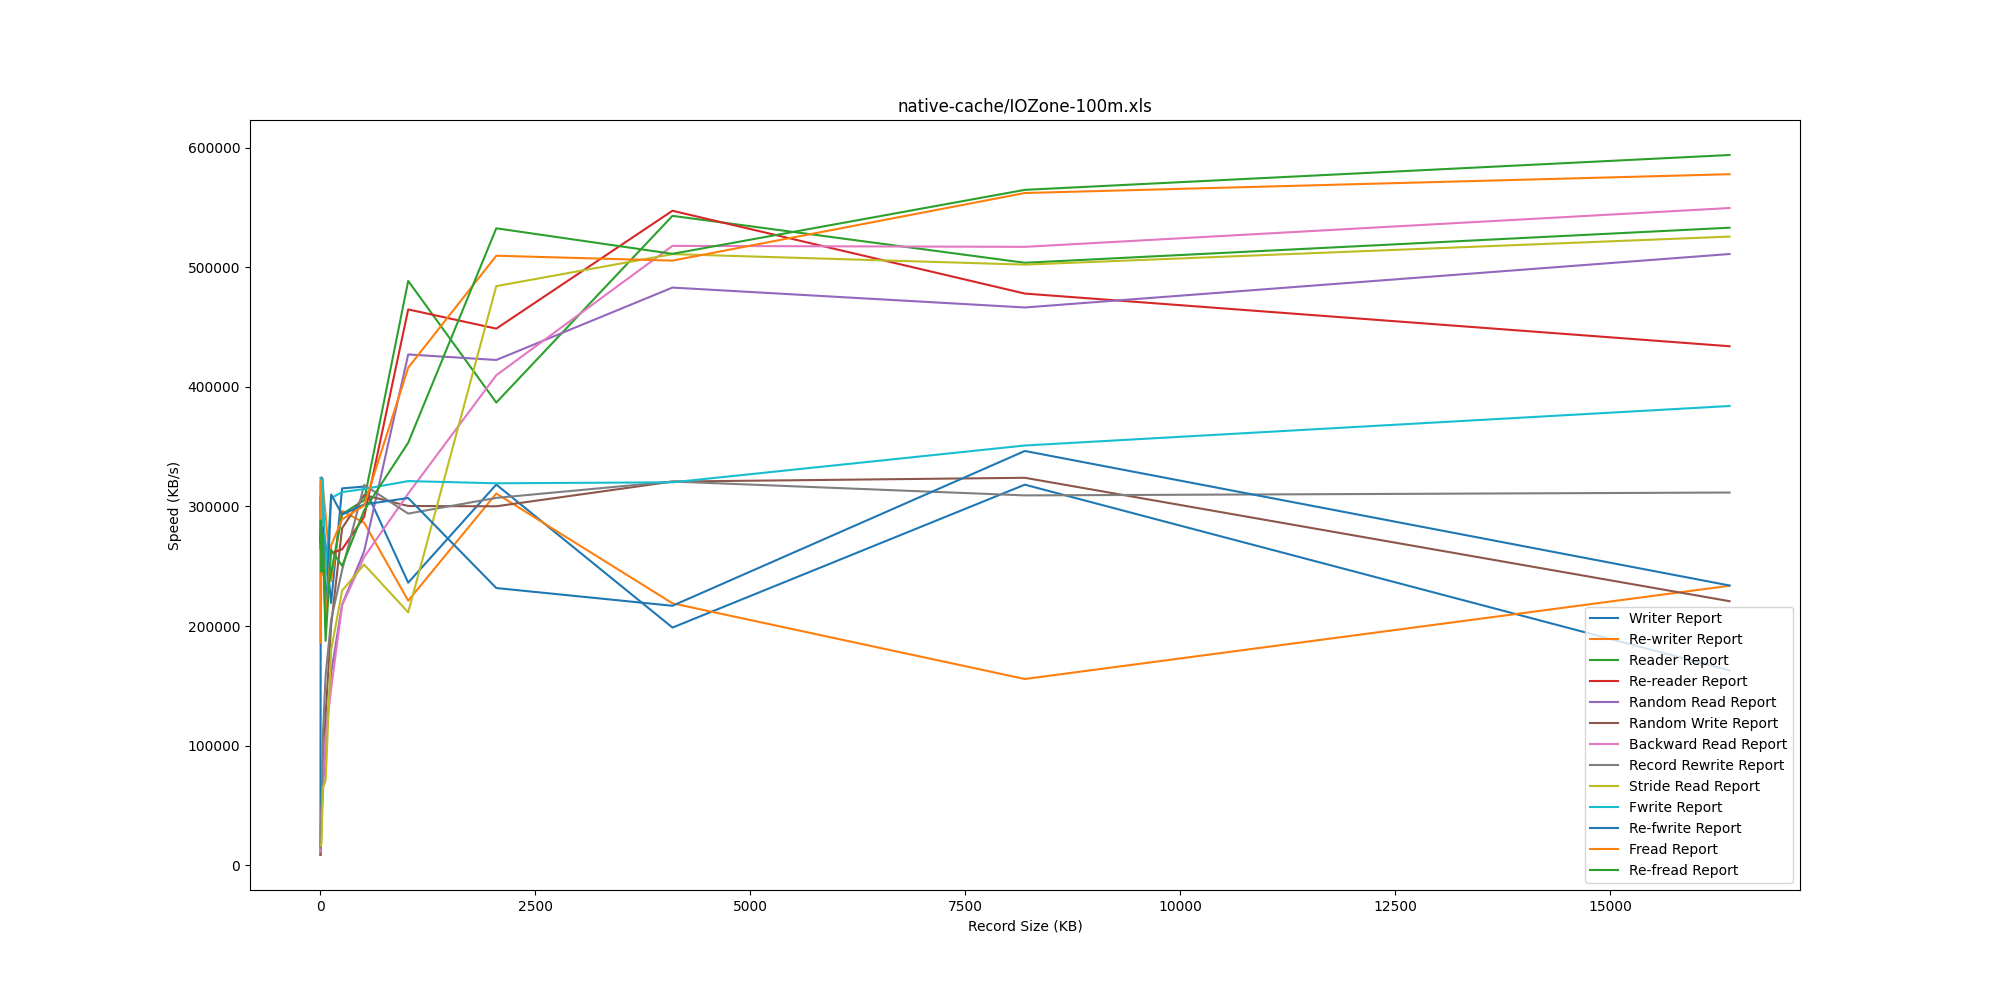 native-cache/IOZone-100m.xls
600000
500000
400000
300000
200000
100000
0
Speed (KB/s)
0 2500 5000 7500 10000 12500 15000
Record Size (KB)
Writer Report
Re-writer Report
Reader Report
Re-reader Report
Random Read Report
Random Write Report
Backward Read Report
Record Rewrite Report
Stride Read Report
Fwrite Report
Re-fwrite Report
Fread Report
Re-fread Report